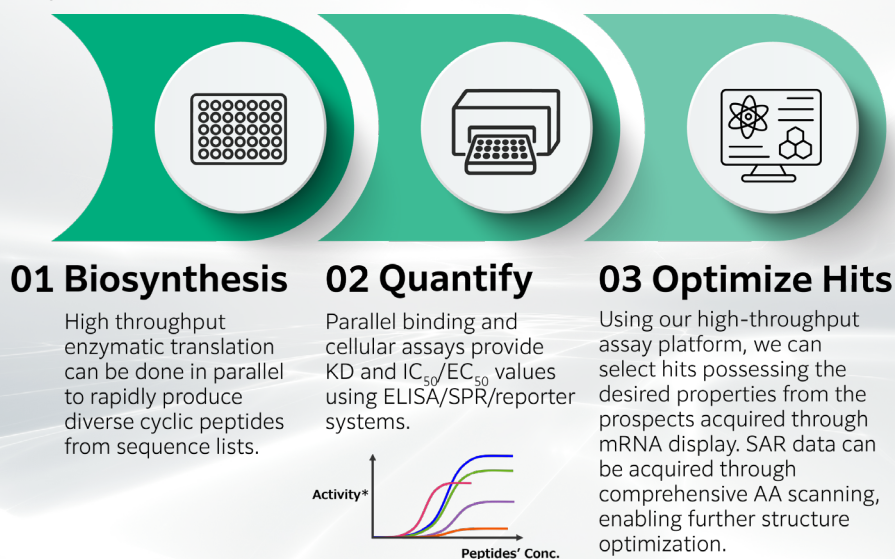 01 Biosynthesis
High throughput
enzymatic translation
can be done in parallel
to rapidly produce
diverse cyclic peptides
from sequence lists.
02 Quantify
Parallel binding and
cellular assays provide
KD and IC50/EC50 values
using ELISA/SPR/reporter
systems.
Activity*
Peptides’ Conc.
03 Optimize Hits
Using our high-throughput
assay platform, we can
select hits possessing the
desired properties from the
prospects acquired through
mRNA display. SAR data can
be acquired through
comprehensive AA scanning,
enabling further structure
optimization.